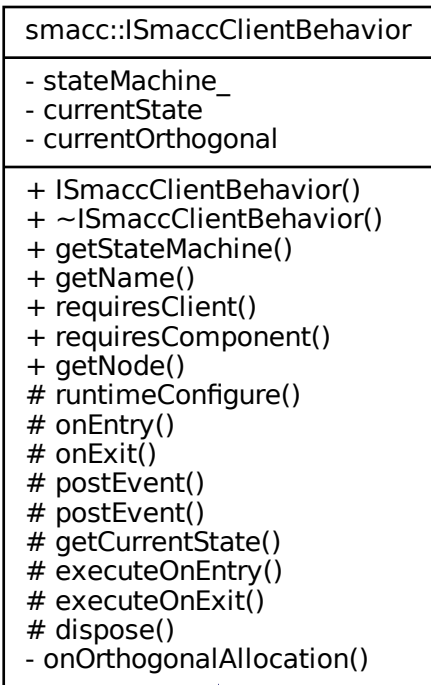 smacc::ISmaccClientBehavior
- stateMachine_
- currentState
- currentOrthogonal
+ ISmaccClientBehavior()
+ ~ISmaccClientBehavior()
+ getStateMachine()
+ getName()
+ requiresClient()
+ requiresComponent()
+ getNode()
# runtimeConfigure()
# onEntry()
# onExit()
# postEvent()
# postEvent()
# getCurrentState()
# executeOnEntry()
# executeOnExit()
# dispose()
- onOrthogonalAllocation()